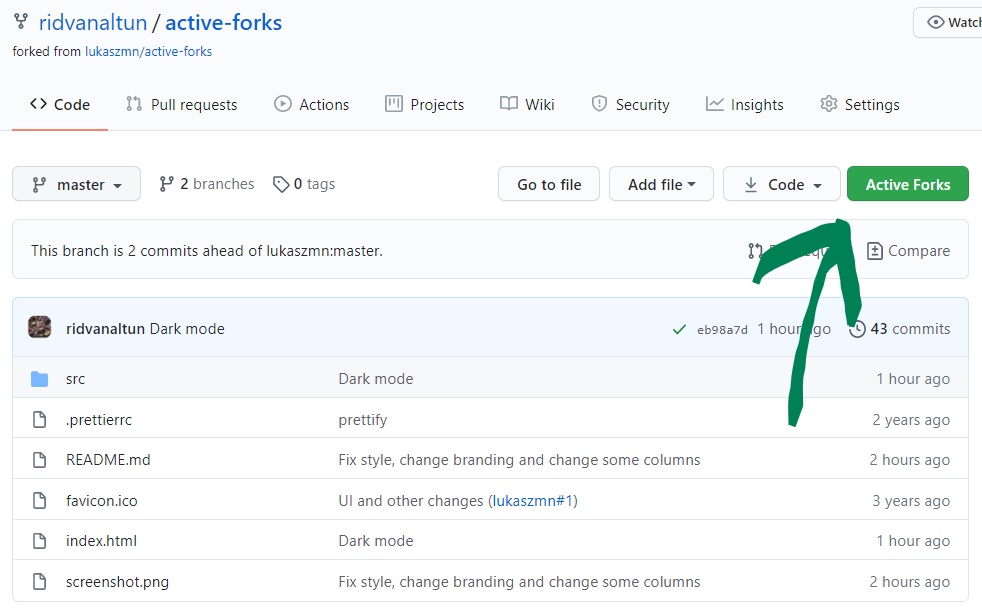 ridvanaltun / active-forks
Watch
forked from lukaszmn/active-forks
Code Pull requests Actions Projects Wiki Security Insights Settings
master 2 branches 0 tags Go to file Add file Code Active Forks
This branch is 2 commits ahead of lukaszmn:master. Compare
ridvanaltun Dark mode eb98a7d 1 hour ago 43 commits
src Dark mode 1 hour ago
.prettierrc prettify 2 years ago
README.md Fix style, change branding and change some columns 2 hours ago
favicon.ico UI and other changes (lukaszmn#1) 3 years ago
index.html Dark mode 1 hour ago
screenshot.png Fix style, change branding and change some columns 2 hours ago